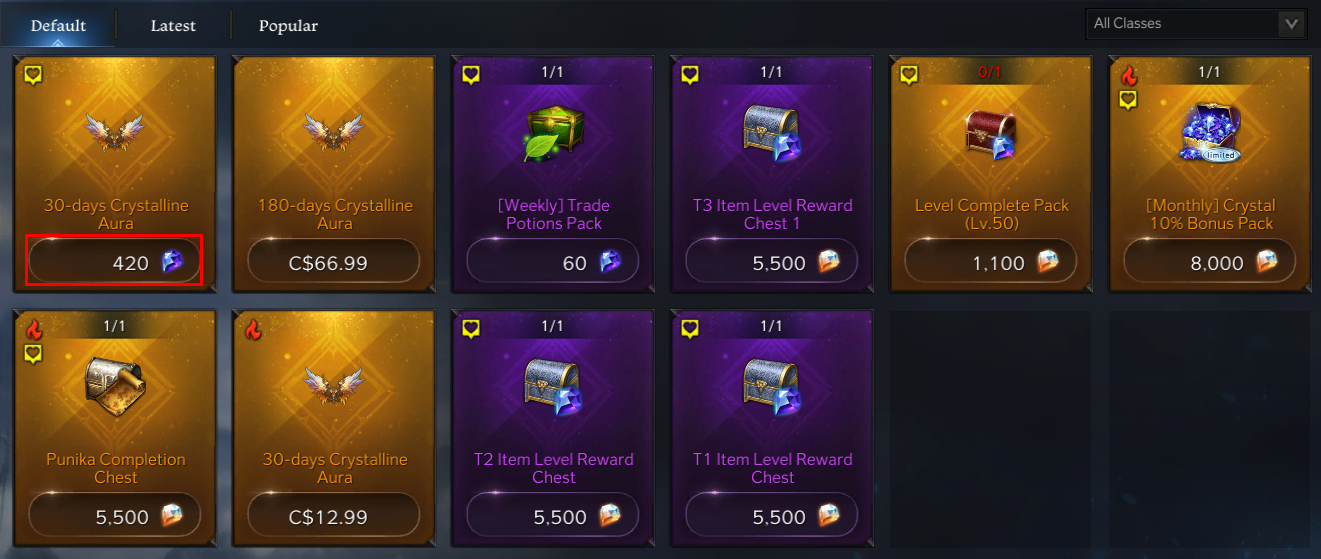 Default
Latest
Popular
All Classes
30-days Crystalline
Aura
420
180-days Crystalline
Aura
C$66.99
1/1
[Weekly] Trade
Potions Pack
60
1/1
T3 Item Level Reward
Chest 1
5,500
0/1
Level Complete Pack
(Lv.50)
1,100
1/1
limited
[Monthly] Crystal
10% Bonus Pack
8,000
1/1
Punika Completion
Chest
5,500
30-days Crystalline
Aura
C$12.99
1/1
T2 Item Level Reward
Chest
5,500
1/1
T1 Item Level Reward
Chest
5,500